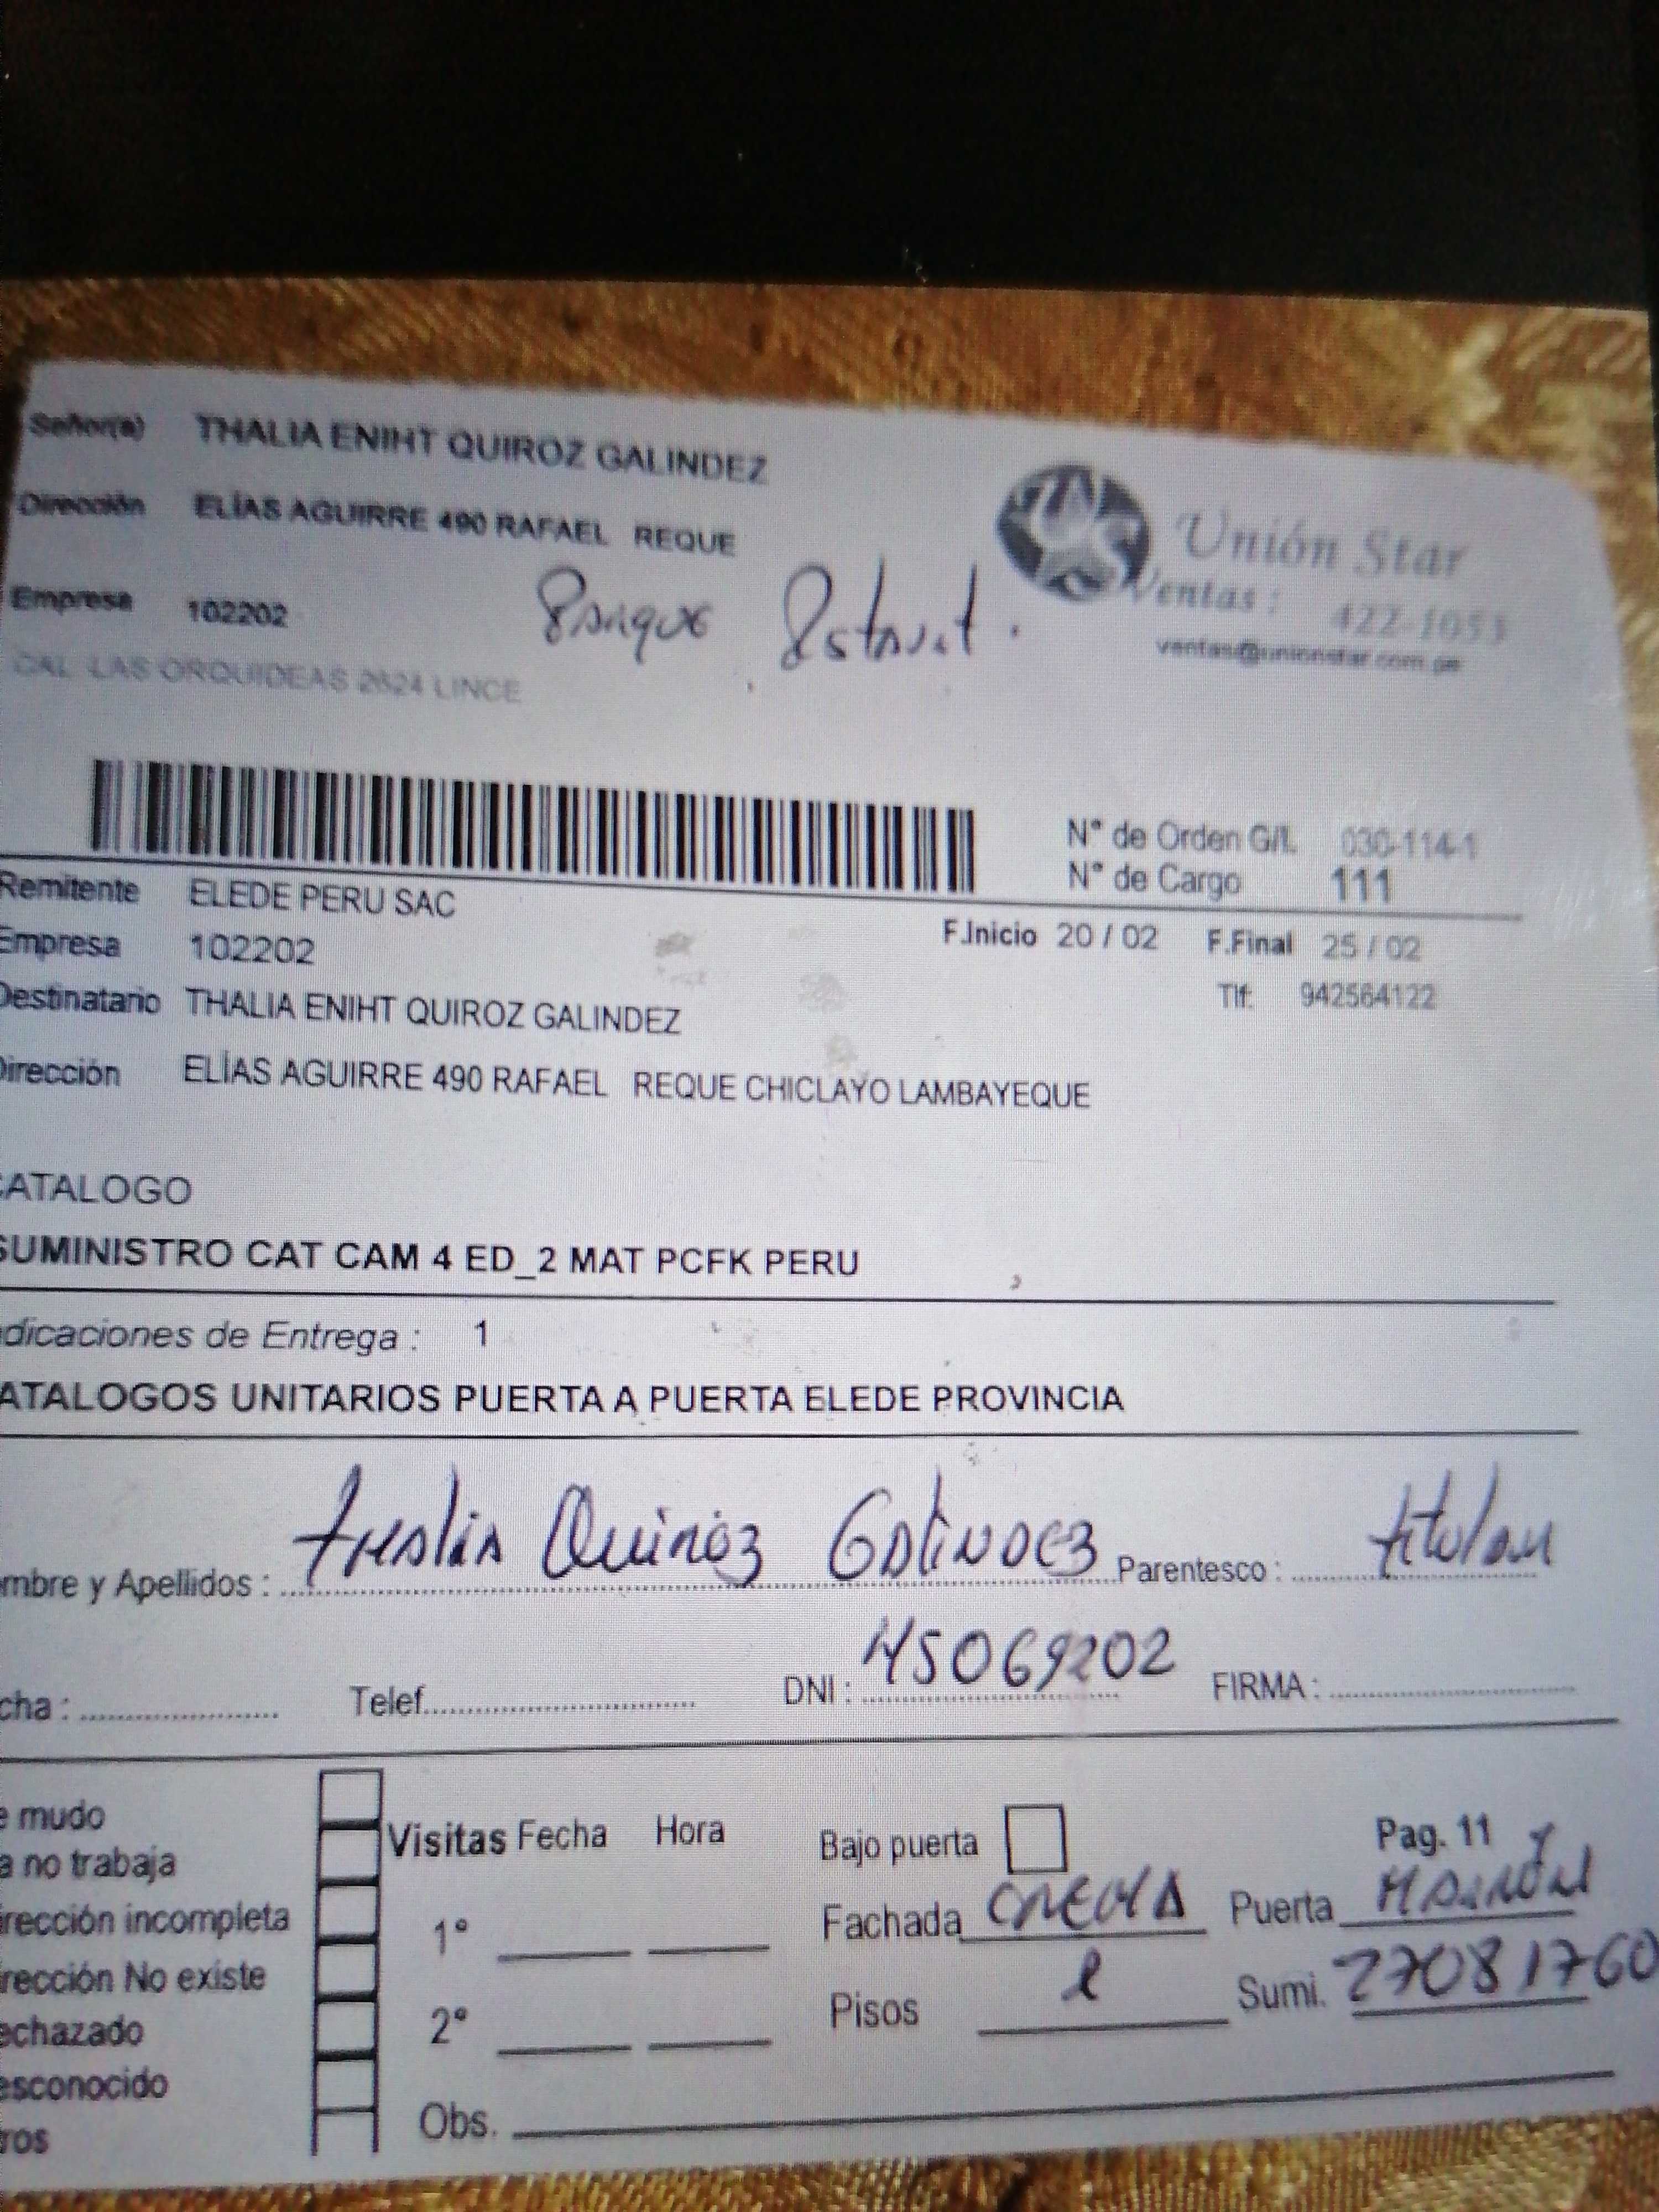 Señor(a) THALIA ENIHT QUIROZ GALINDEZ
Dirección ELÍAS AGUIRRE 490 RAFAEL REQUE
Empresa 102202
CAL LAS ORQUIDEAS 2624 LINCE
Unión Star
Ventas: 422-1053
ventas@unionstar.com.pe
N° de Orden G/L 030-114-1
N° de Cargo 111
Remitente ELEDE PERU SAC
Empresa 102202
F.Inicio 20 / 02 F.Final 25 / 02
Destinatario THALIA ENIHT QUIROZ GALINDEZ
Tlf: 942564122
Dirección ELÍAS AGUIRRE 490 RAFAEL REQUE CHICLAYO LAMBAYEQUE
CATALOGO
SUMINISTRO CAT CAM 4 ED_2 MAT PCFK PERU
dicaciones de Entrega : 1
ATALOGOS UNITARIOS PUERTA A PUERTA ELEDE PROVINCIA
mbre y Apellidos : thalia Quiroz Galindez Parentesco : titular
cha : Telef. DNI : 45069202 FIRMA :
e mudo
a no trabaja
rección incompleta
rección No existe
echazado
esconocido
ros
Visitas Fecha Hora
1°
2°
Obs.
Bajo puerta Pag. 11
Fachada crema Puerta Marrón
Pisos Sumi. 27081760